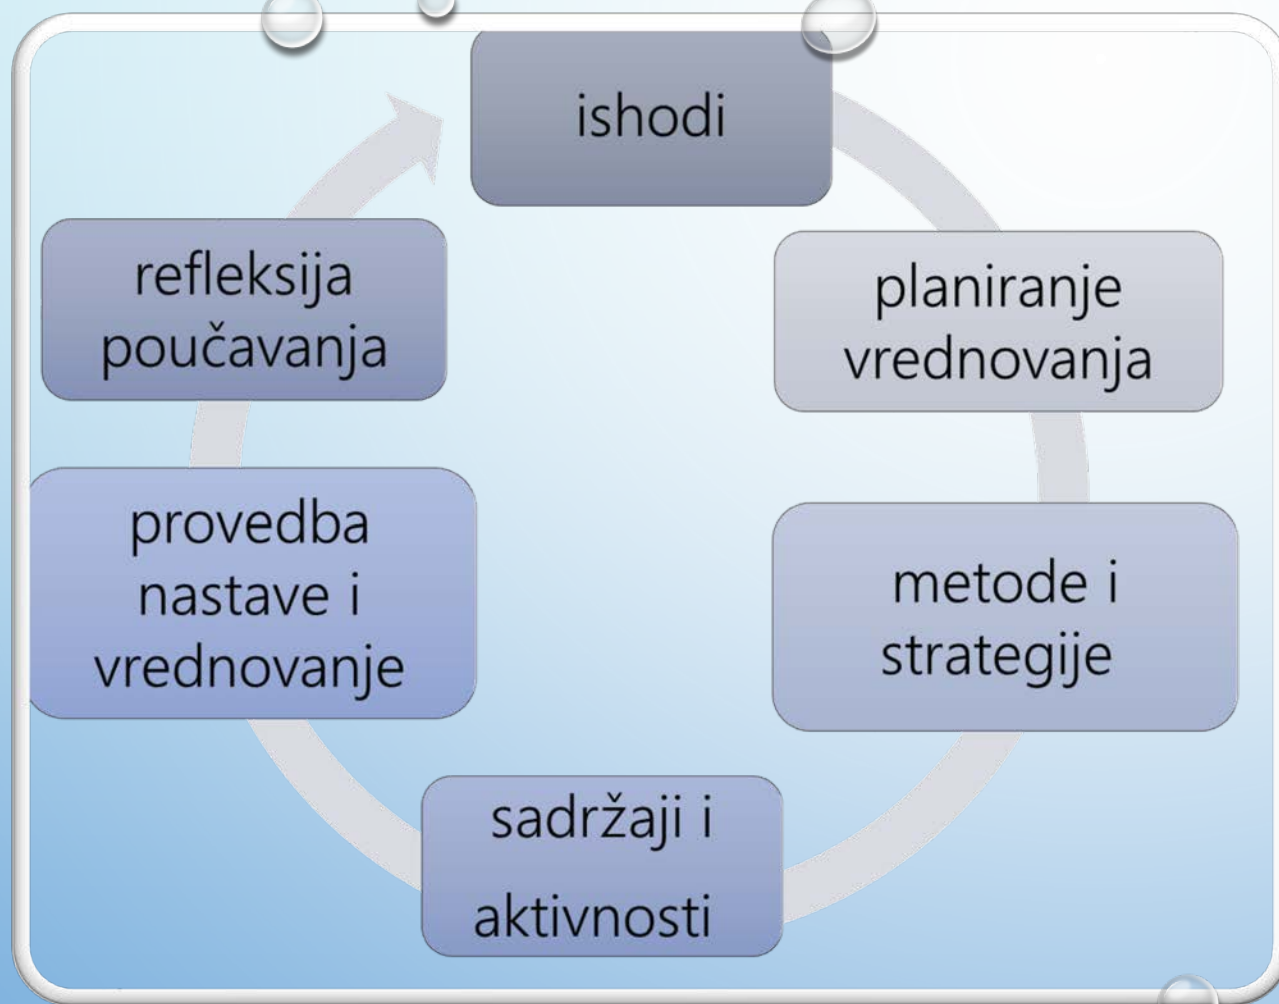 ishodi
planiranje
vrednovanja
metode i
strategije
sadržaji i
aktivnosti
provedba
nastave i
vrednovanje
refleksija
poučavanja